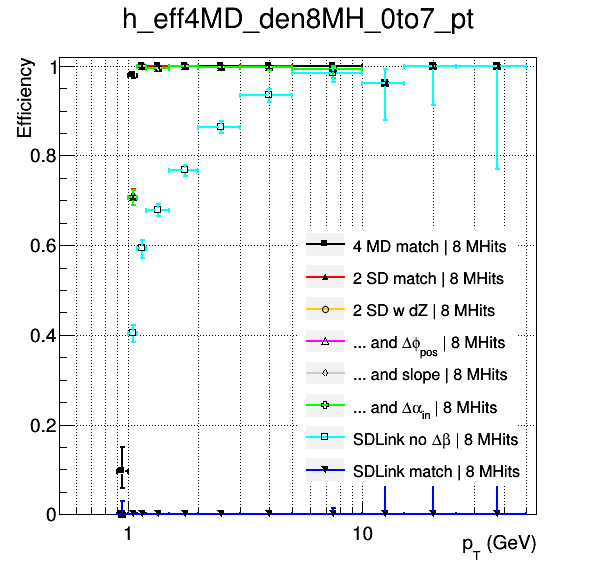 h_eff4MD_den8MH_0to7_pt
Efficiency
1
0.8
0.6
0.4
0.2
0
4 MD match | 8 MHits
2 SD match | 8 MHits
2 SD w dZ | 8 MHits
... and Δϕpos | 8 MHits
... and slope | 8 MHits
... and Δαin | 8 MHits
SDLink no Δβ | 8 MHits
SDLink match | 8 MHits
1 10
pT (GeV)